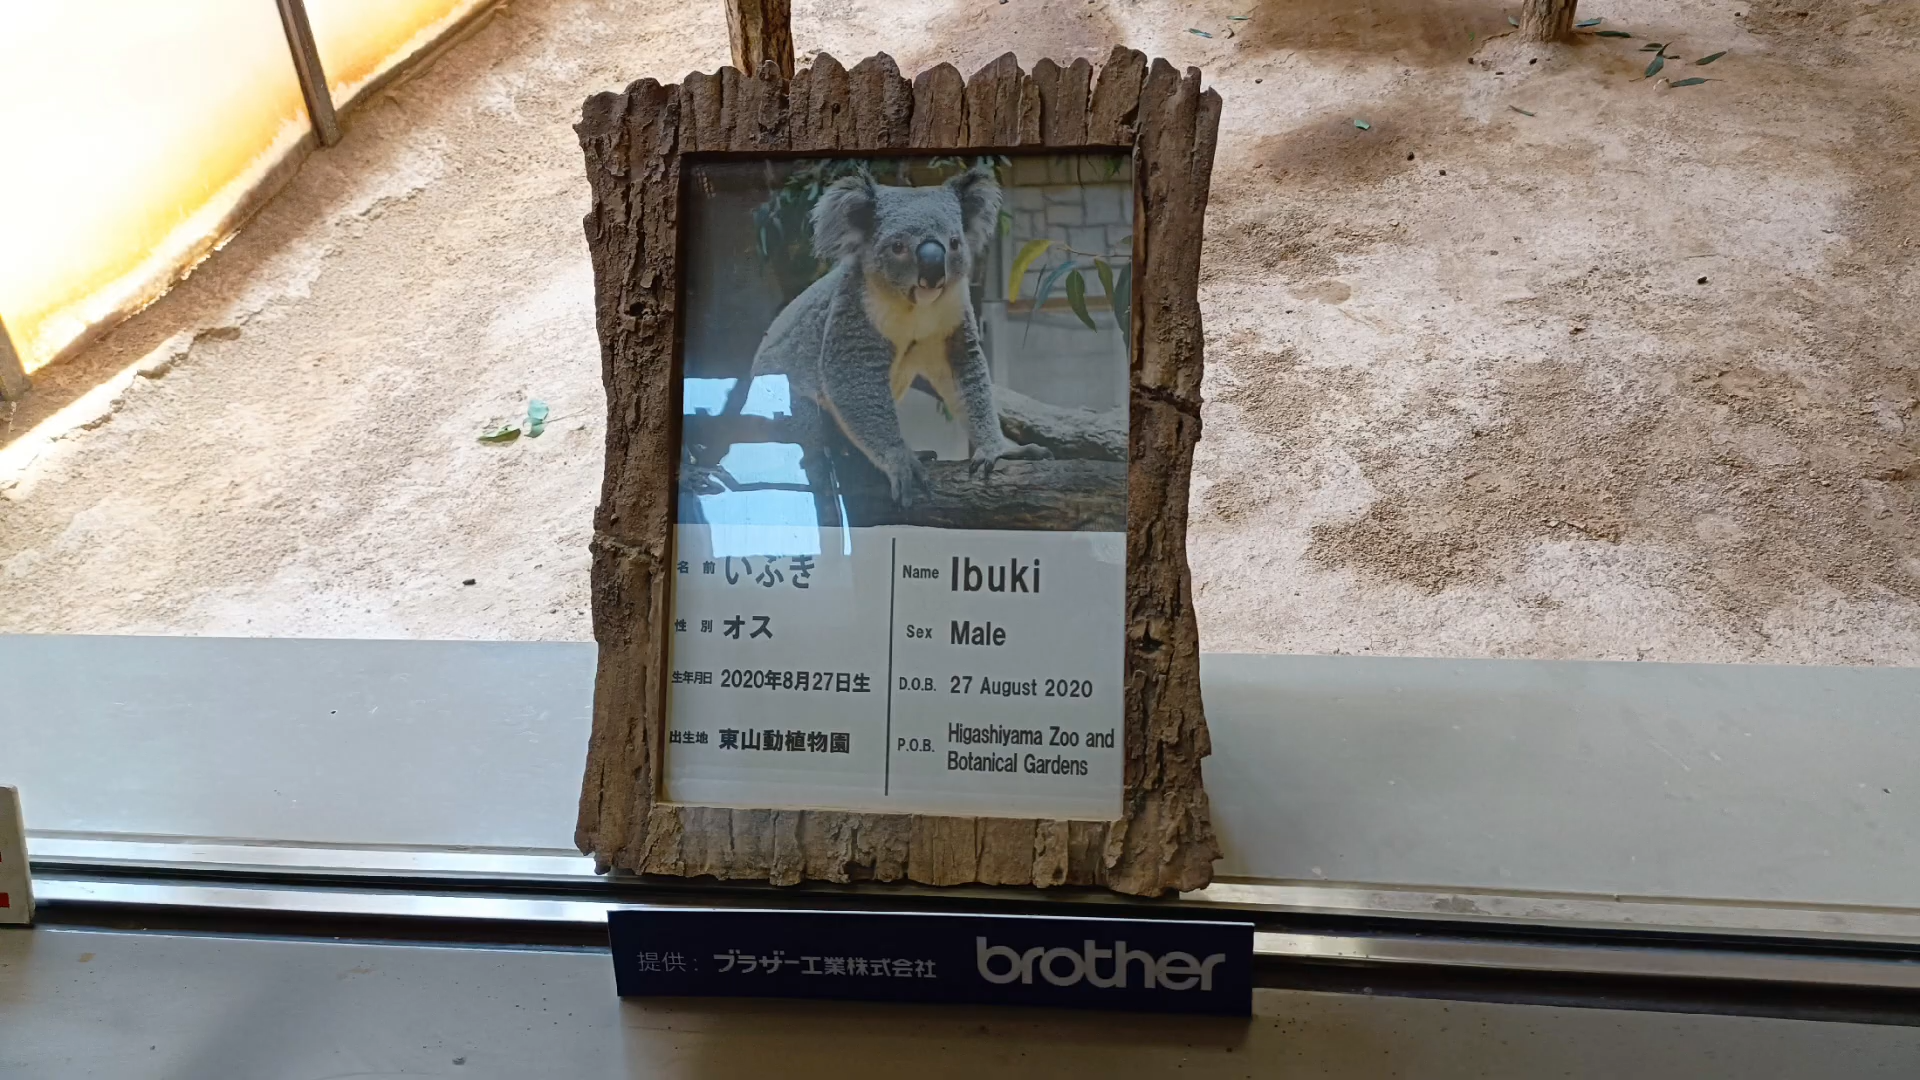 名前 いぶき
性別 オス
生年月日 2020年8月27日生
出生地 東山動植物園
Name Ibuki
Sex Male
D.O.B. 27 August 2020
P.O.B. Higashiyama Zoo and
Botanical Gardens
提供: ブラザー工業株式会社 brother